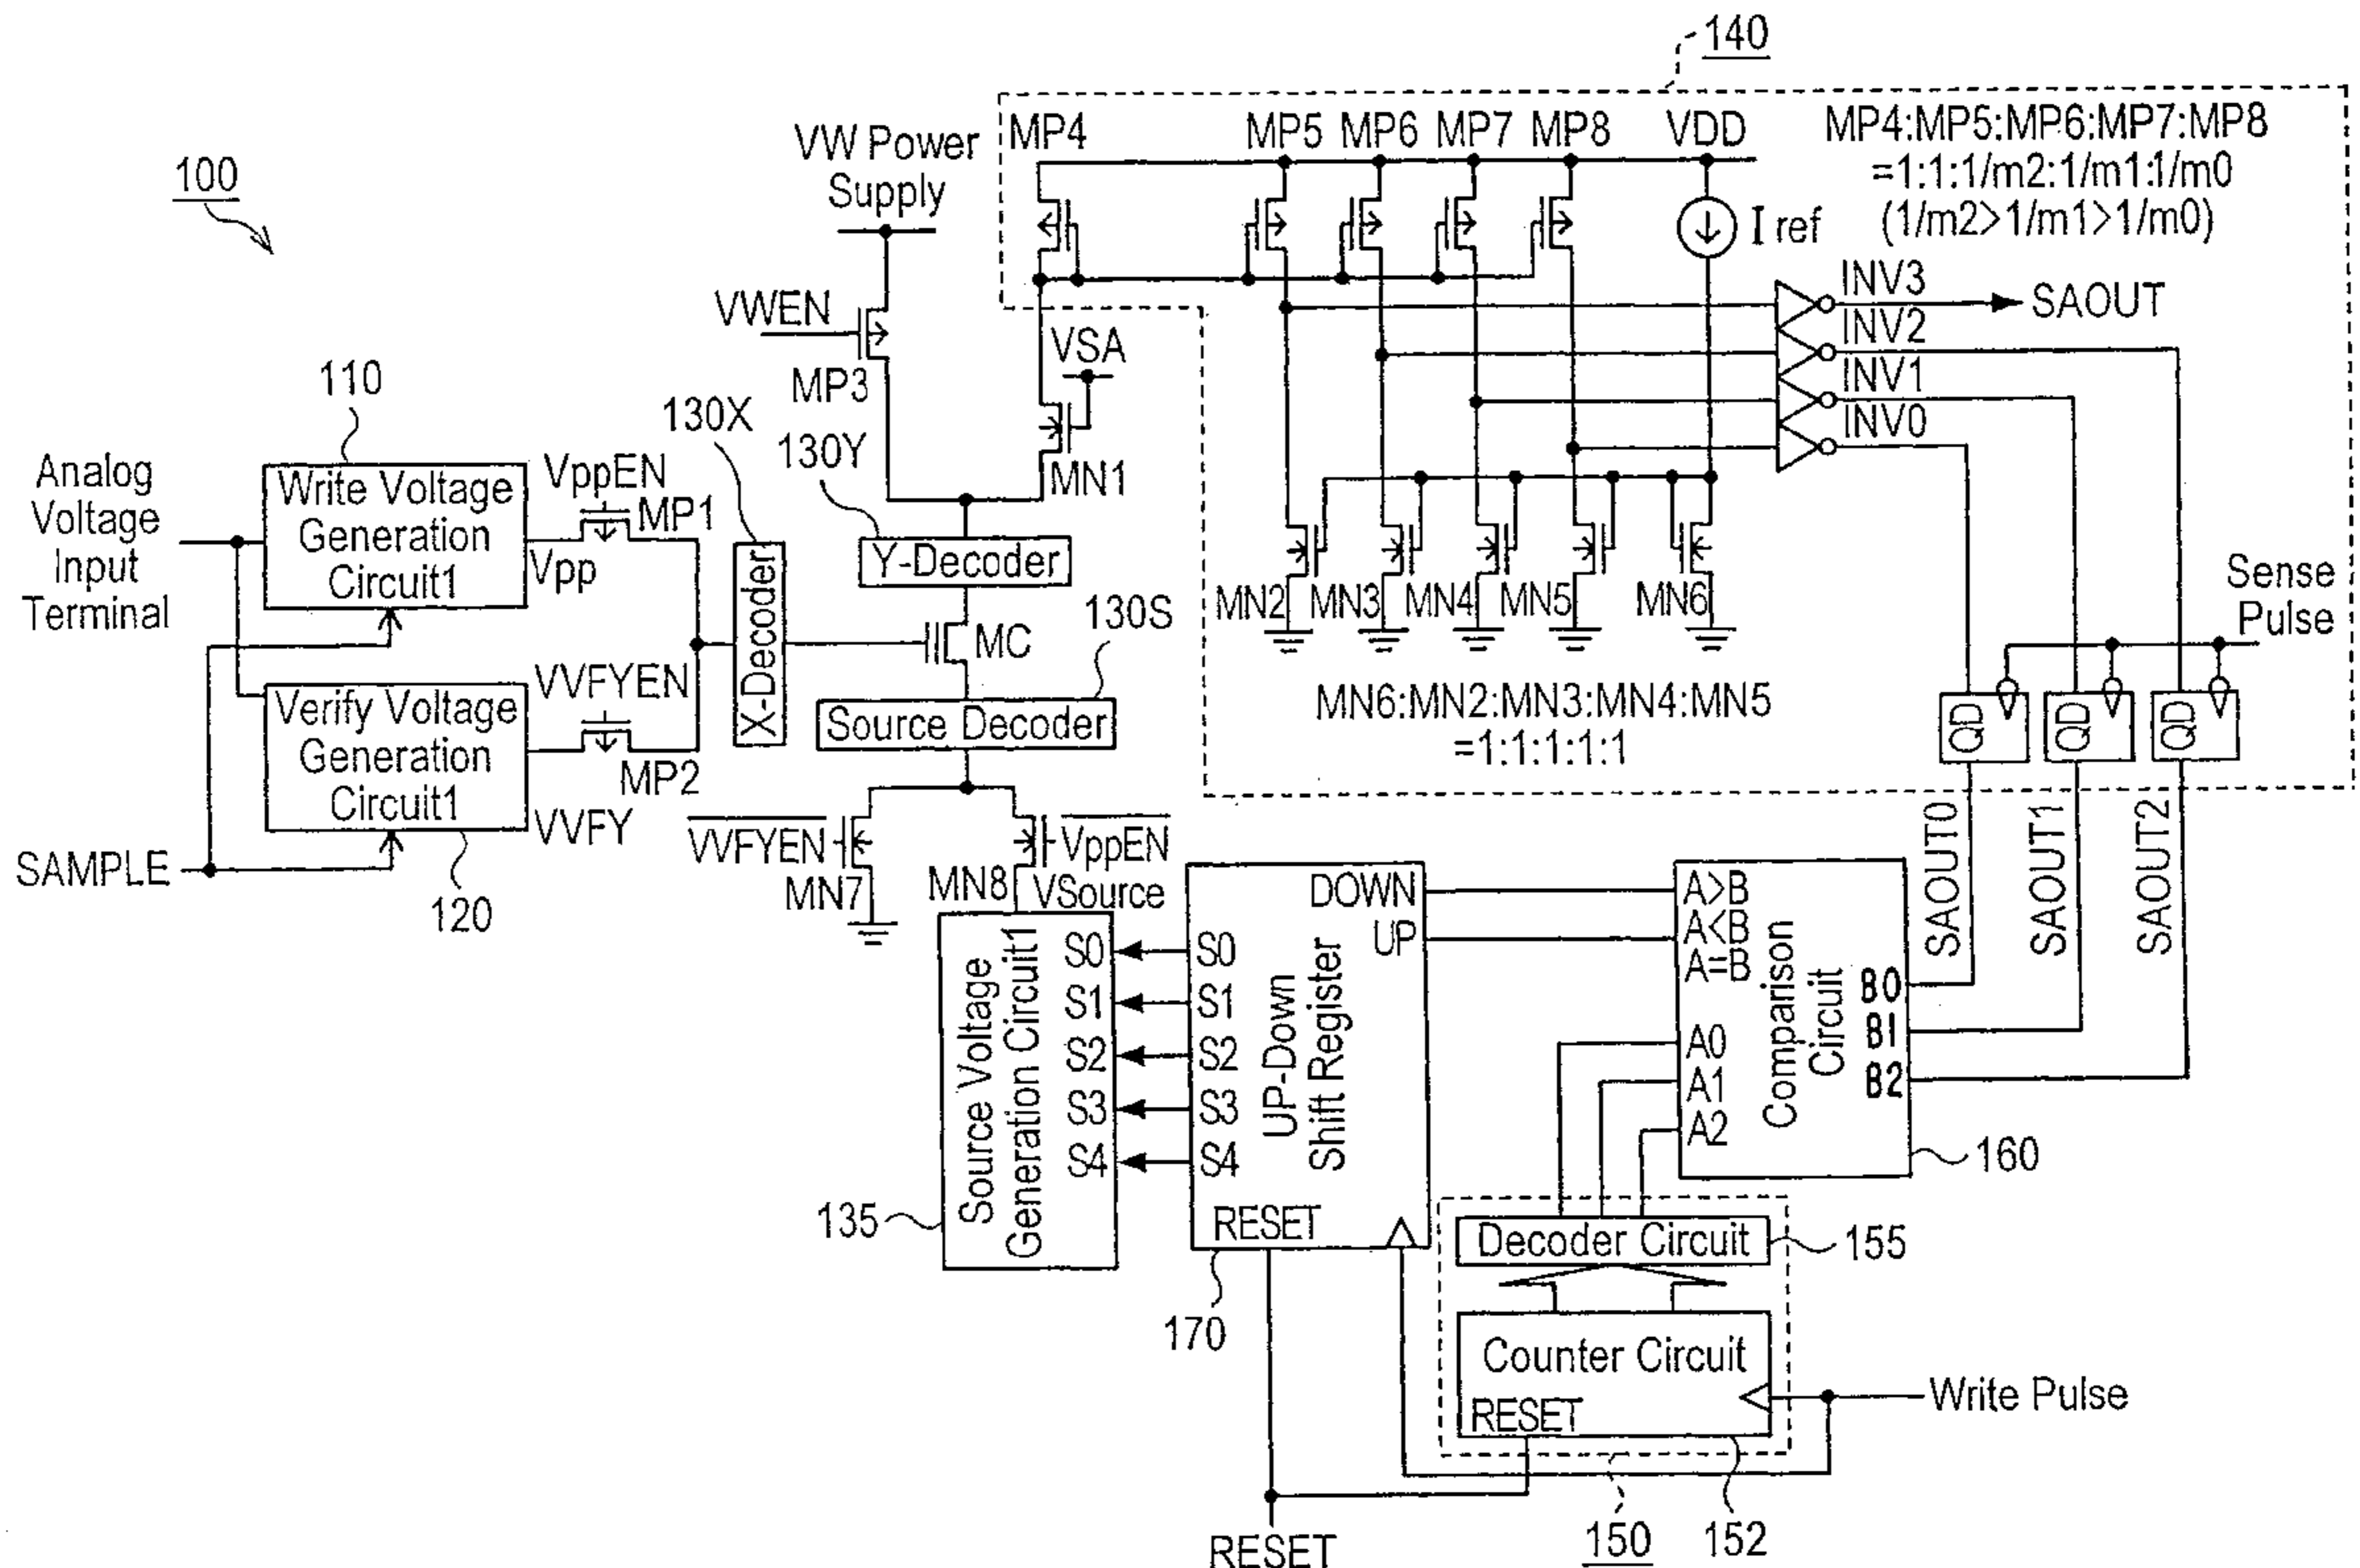 140
100
VW Power
Supply
MP4
MP5
MP6
MP7
MP8
VDD
MP4:MP5:MP6:MP7:MP8
=1:1:1/m2:1/m1:1/m0
(1/m2>1/m1>1/m0)
I ref
VWEN
MP3
VSA
MN1
INV3
SAOUT
INV2
INV1
INV0
110
130X
130Y
Analog
Voltage
Input
Terminal
Write Voltage
Generation
Circuit1
VppEN
MP1
Vpp
X-Decoder
Y-Decoder
MC
130S
Source Decoder
MN2
MN3
MN4
MN5
MN6
Sense
Pulse
MN6:MN2:MN3:MN4:MN5
=1:1:1:1:1
QD
QD
QD
Verify Voltage
Generation
Circuit1
VVFYEN
MP2
VVFY
SAMPLE
120
VVFYEN
MN7
VppEN
MN8
VSource
SAOUT0
SAOUT1
SAOUT2
Source Voltage
Generation Circuit1
S0
S1
S2
S3
S4
135
S0
S1
S2
S3
S4
DOWN
UP
UP-Down
Shift Register
RESET
170
A>B
A<B
A=B
A0
A1
A2
Comparison
Circuit
B0
B1
B2
160
Decoder Circuit
155
Counter Circuit
RESET
Write Pulse
150
152
RESET